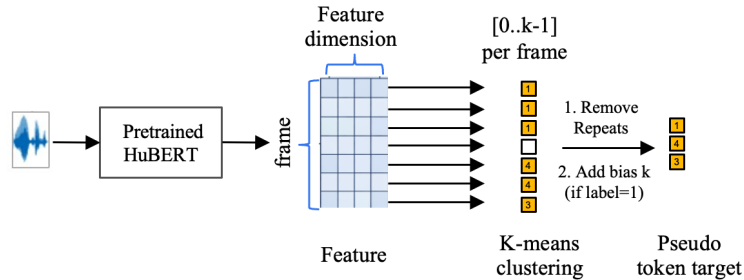 Feature
dimension
[0..k-1]
per frame
Pretrained
HuBERT
frame
1
1
1
4
4
3
1. Remove
Repeats
2. Add bias k
(if label=1)
1
4
3
Feature
K-means
clustering
Pseudo
token target